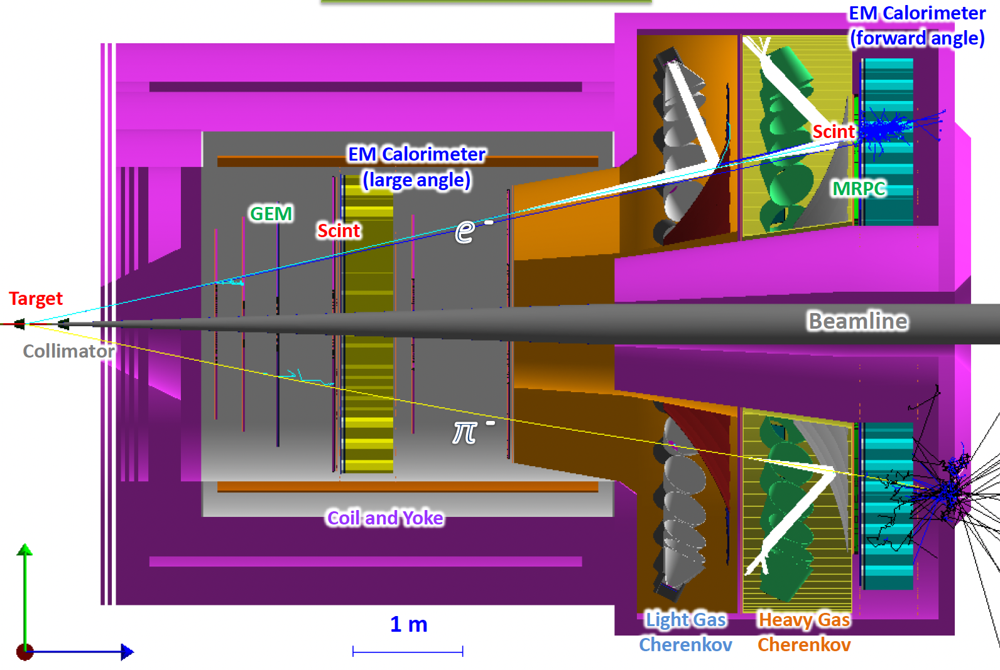 EM Calorimeter
(forward angle)
EM Calorimeter
(large angle)
Scint
GEM
Scint
MRPC
e -
Target
Beamline
Collimator
π -
Coil and Yoke
1 m
Light Gas
Cherenkov
Heavy Gas
Cherenkov